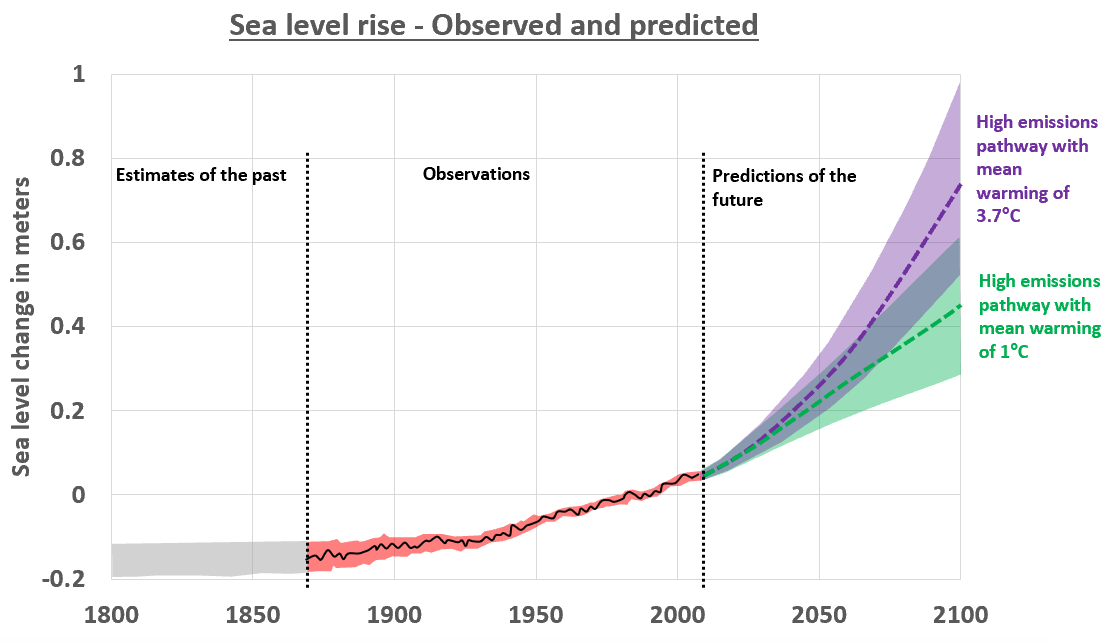 Sea level rise - Observed and predicted
Sea level change in meters
1
0.8
0.6
0.4
0.2
0
-0.2
Estimates of the past
Observations
Predictions of the
future
High emissions
pathway with
mean
warming of
3.7°C
High emissions
pathway with
mean warming
of 1°C
1800
1850
1900
1950
2000
2050
2100